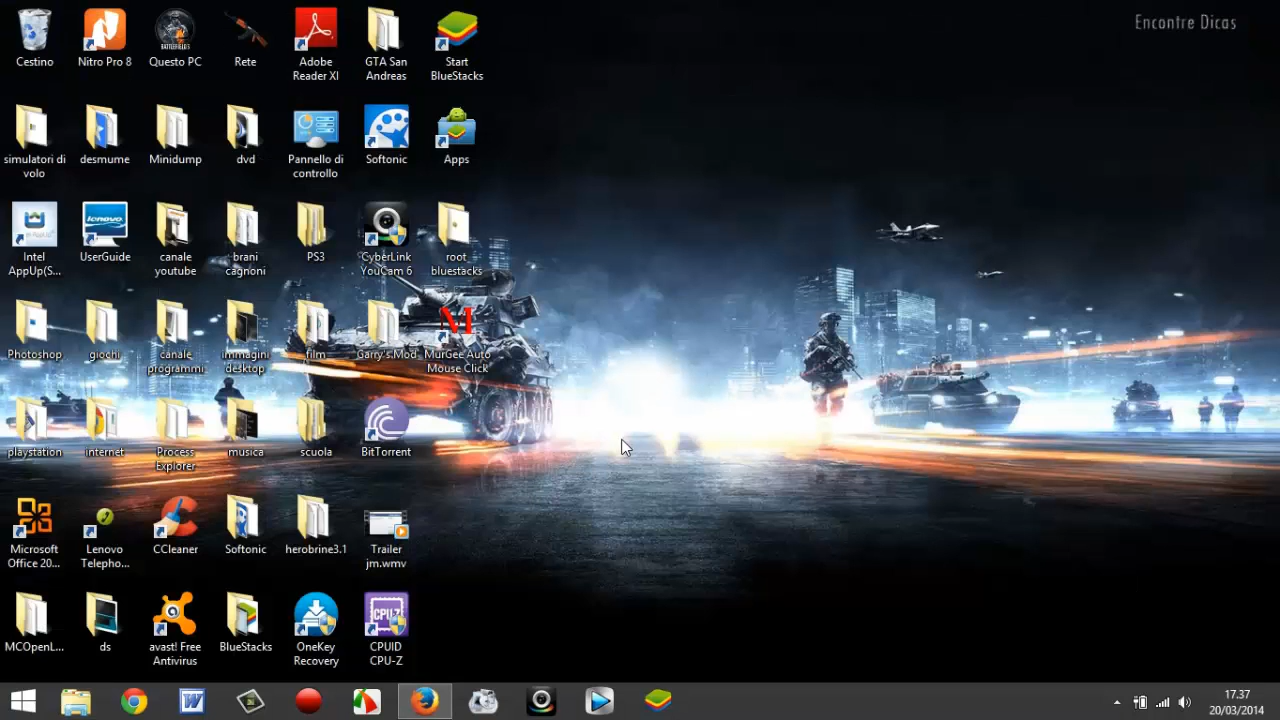 Encontre Dicas
Cestino
Nitro Pro 8
BATTLEFIELD 3
Questo PC
Rete
Adobe
Reader XI
GTA San
Andreas
Start
BlueStacks
simulatori di
volo
desmume
Minidump
dvd
Pannello di
controllo
Softonic
Apps
Intel
AppUp(S...
lenovo
UserGuide
canale
youtube
brani
cagnoni
PS3
CyberLink
YouCam 6
root
bluestacks
Photoshop
giochi
canale
programmi
immagini
desktop
film
Garry's.Mod
MurGee Auto
Mouse Click
playstation
internet
Process
Explorer
musica
scuola
BitTorrent
Microsoft
Office 20...
Lenovo
Telepho...
CCleaner
Softonic
herobrine3.1
Trailer
jm.wmv
MCOpenL...
ds
avast! Free
Antivirus
BlueStacks
OneKey
Recovery
CPU-Z
CPUID
CPU-Z
17.37
20/03/2014